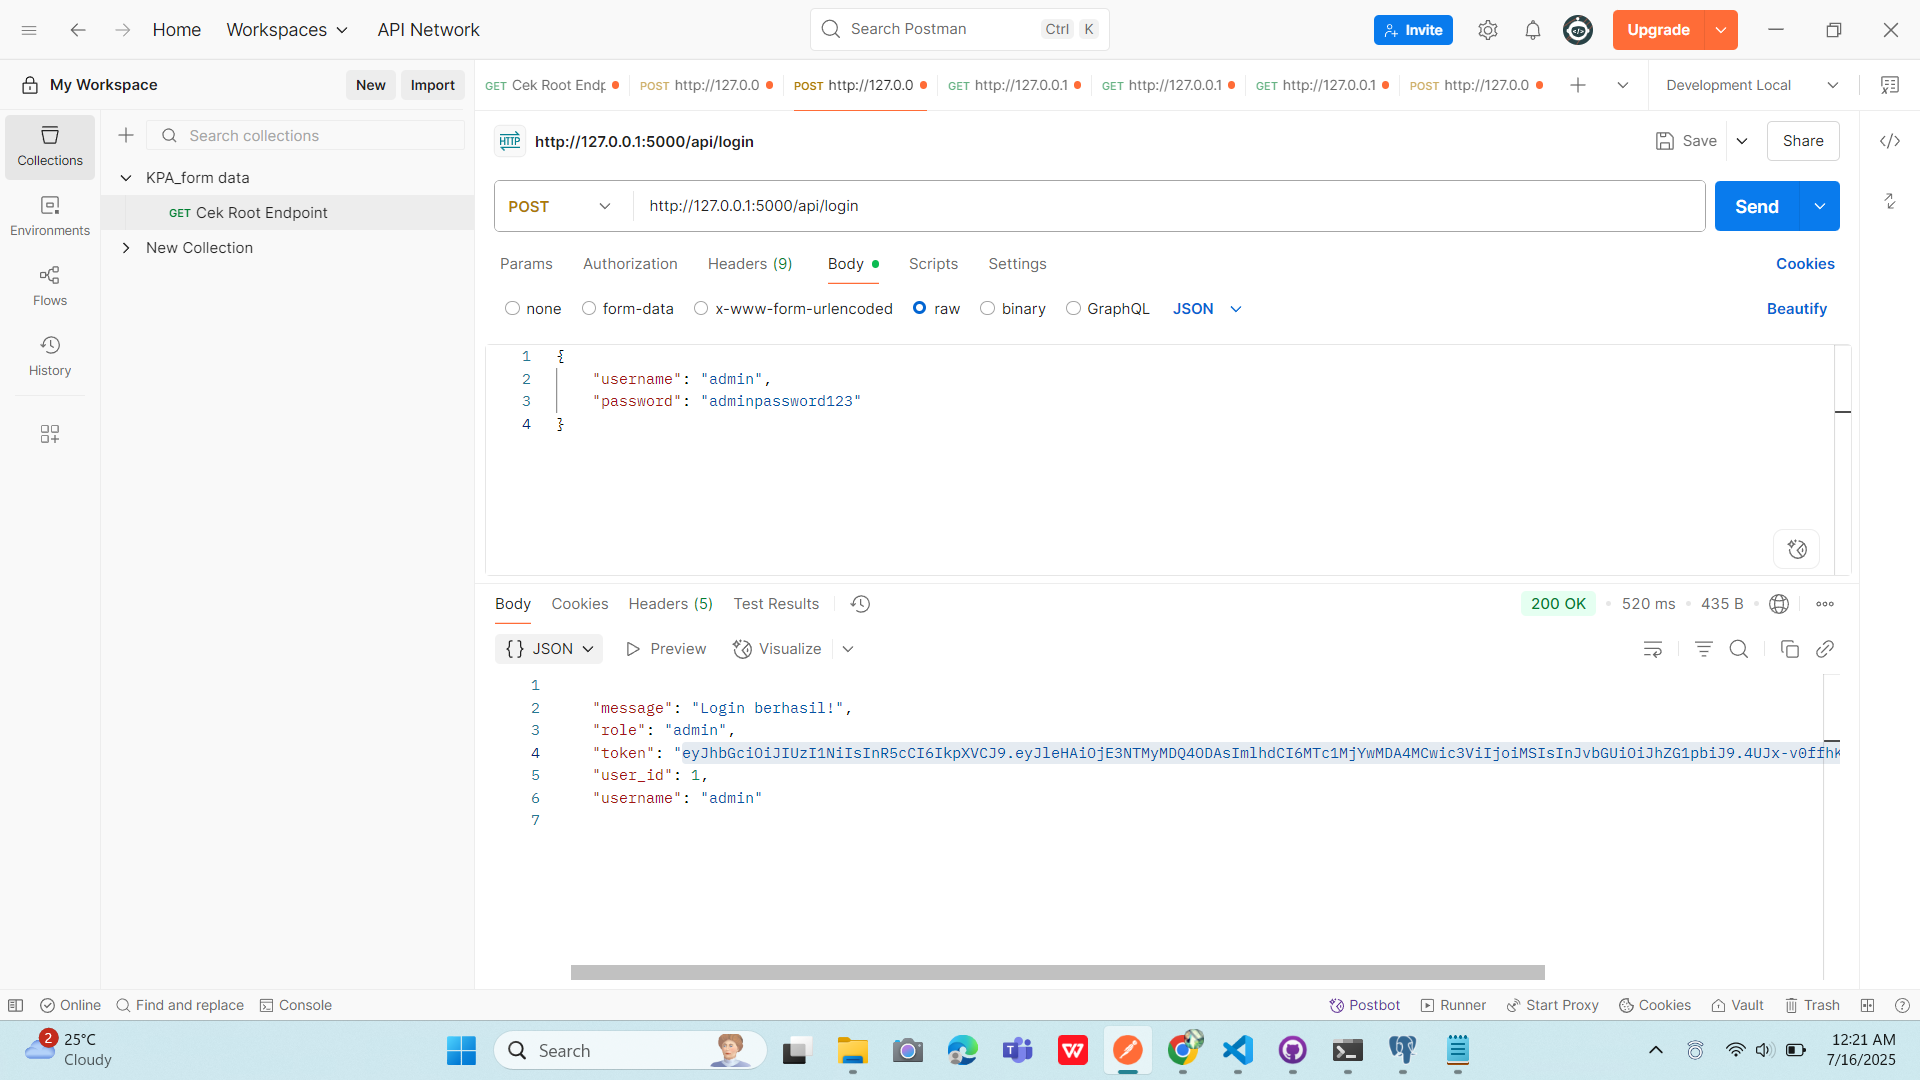 Home
Workspaces
API Network
Search Postman
Ctrl
K
Invite
Upgrade
My Workspace
New
Import
GET Cek Root Endp
POST http://127.0.0
POST http://127.0.0
GET http://127.0.0.1
GET http://127.0.0.1
GET http://127.0.0.1
POST http://127.0.0
Development Local
Collections
Environments
Flows
History
Search collections
KPA_form data
GET Cek Root Endpoint
New Collection
HTTP
http://127.0.0.1:5000/api/login
Save
Share
POST
http://127.0.0.1:5000/api/login
Send
Params
Authorization
Headers (9)
Body
Scripts
Settings
Cookies
none
form-data
x-www-form-urlencoded
raw
binary
GraphQL
JSON
Beautify
1 {
2 "username": "admin",
3 "password": "adminpassword123"
4 }
Body
Cookies
Headers (5)
Test Results
200 OK
520 ms
435 B
{} JSON
Preview
Visualize
1
2 "message": "Login berhasil!",
3 "role": "admin",
4 "token": "eyJhbGciOiJIUzI1NiIsInR5cCI6IkpXVCJ9.eyJleHAiOjE3NTMyMDQ4ODAsImlhdCI6MTc1MjYwMDA4MCwic3ViIjoiMSIsInJvbGUiOiJhZG1pbiJ9.4UJx-v0ffhK
5 "user_id": 1,
6 "username": "admin"
7
Online
Find and replace
Console
Postbot
Runner
Start Proxy
Cookies
Vault
Trash
2
25°C
Cloudy
Search
12:21 AM
7/16/2025